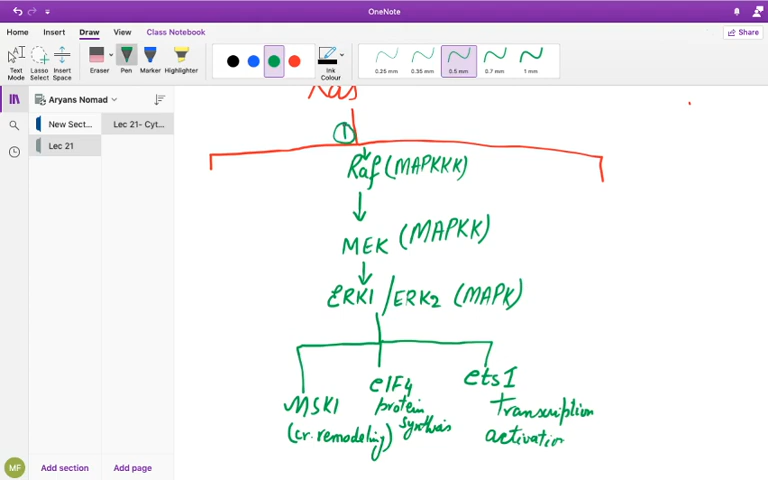 OneNote
Home Insert Draw View Class Notebook Share
Text Mode
Lasso Select
Insert Space
Eraser
Pen
Marker
Highlighter
Ink Colour
0.25 mm
0.35 mm
0.5 mm
0.7 mm
1 mm
Aryans Nomad
New Sect...
Lec 21- Cyt...
Lec 21
Ras
1
Raf (MAPKKK)
MEK (MAPKK)
ERK1 / ERK2 (MAPK)
MSK1
(cr. remodeling)
eIF4
protein
synthesis
ets1
transcription
activation
MF
Add section
Add page